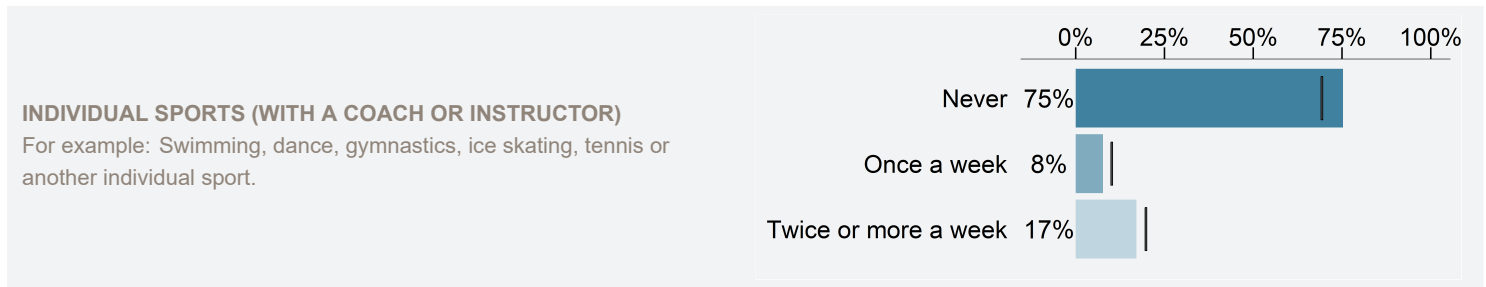 INDIVIDUAL SPORTS (WITH A COACH OR INSTRUCTOR)
For example: Swimming, dance, gymnastics, ice skating, tennis or
another individual sport.
0% 25% 50% 75% 100%
Never 75%
Once a week 8%
Twice or more a week 17%